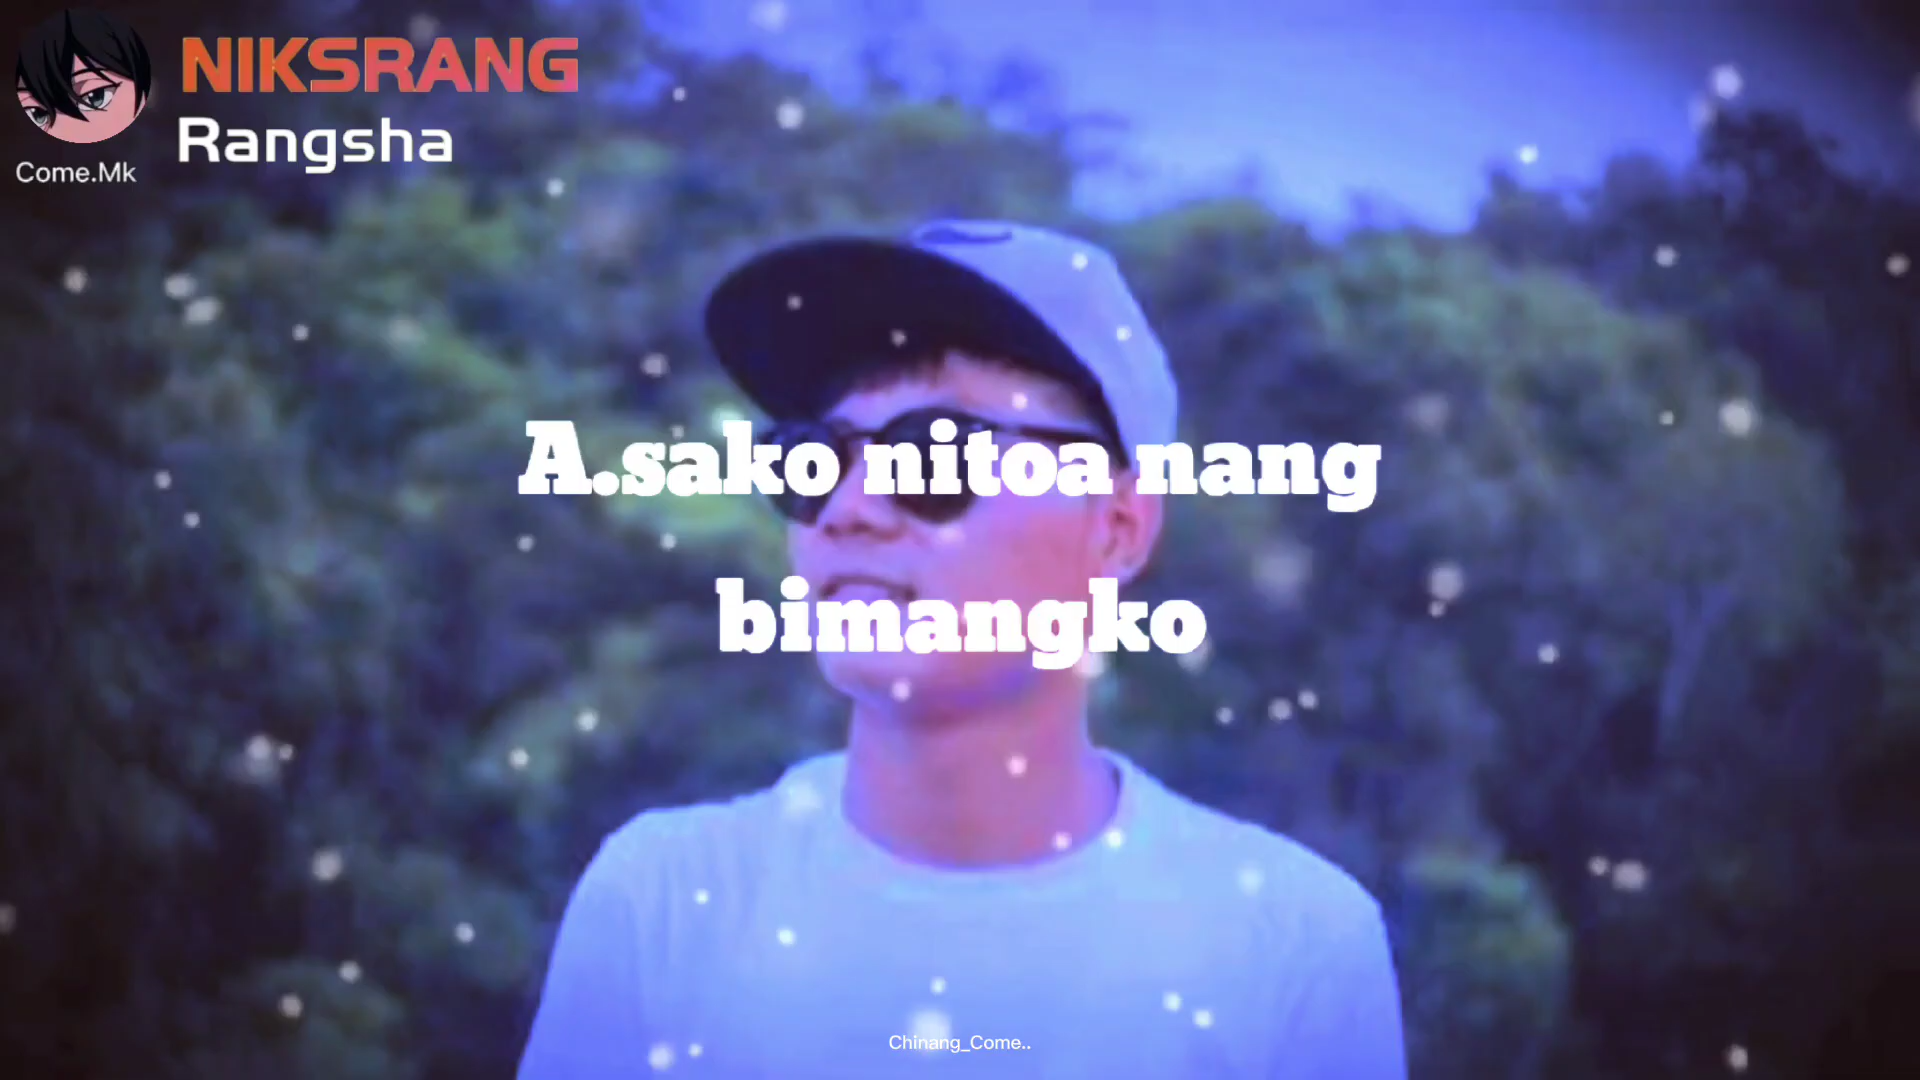 NIKSRANG
Rangsha
Come.Mk
A.sako nitoa nang
bimangko
Chinang_Come..